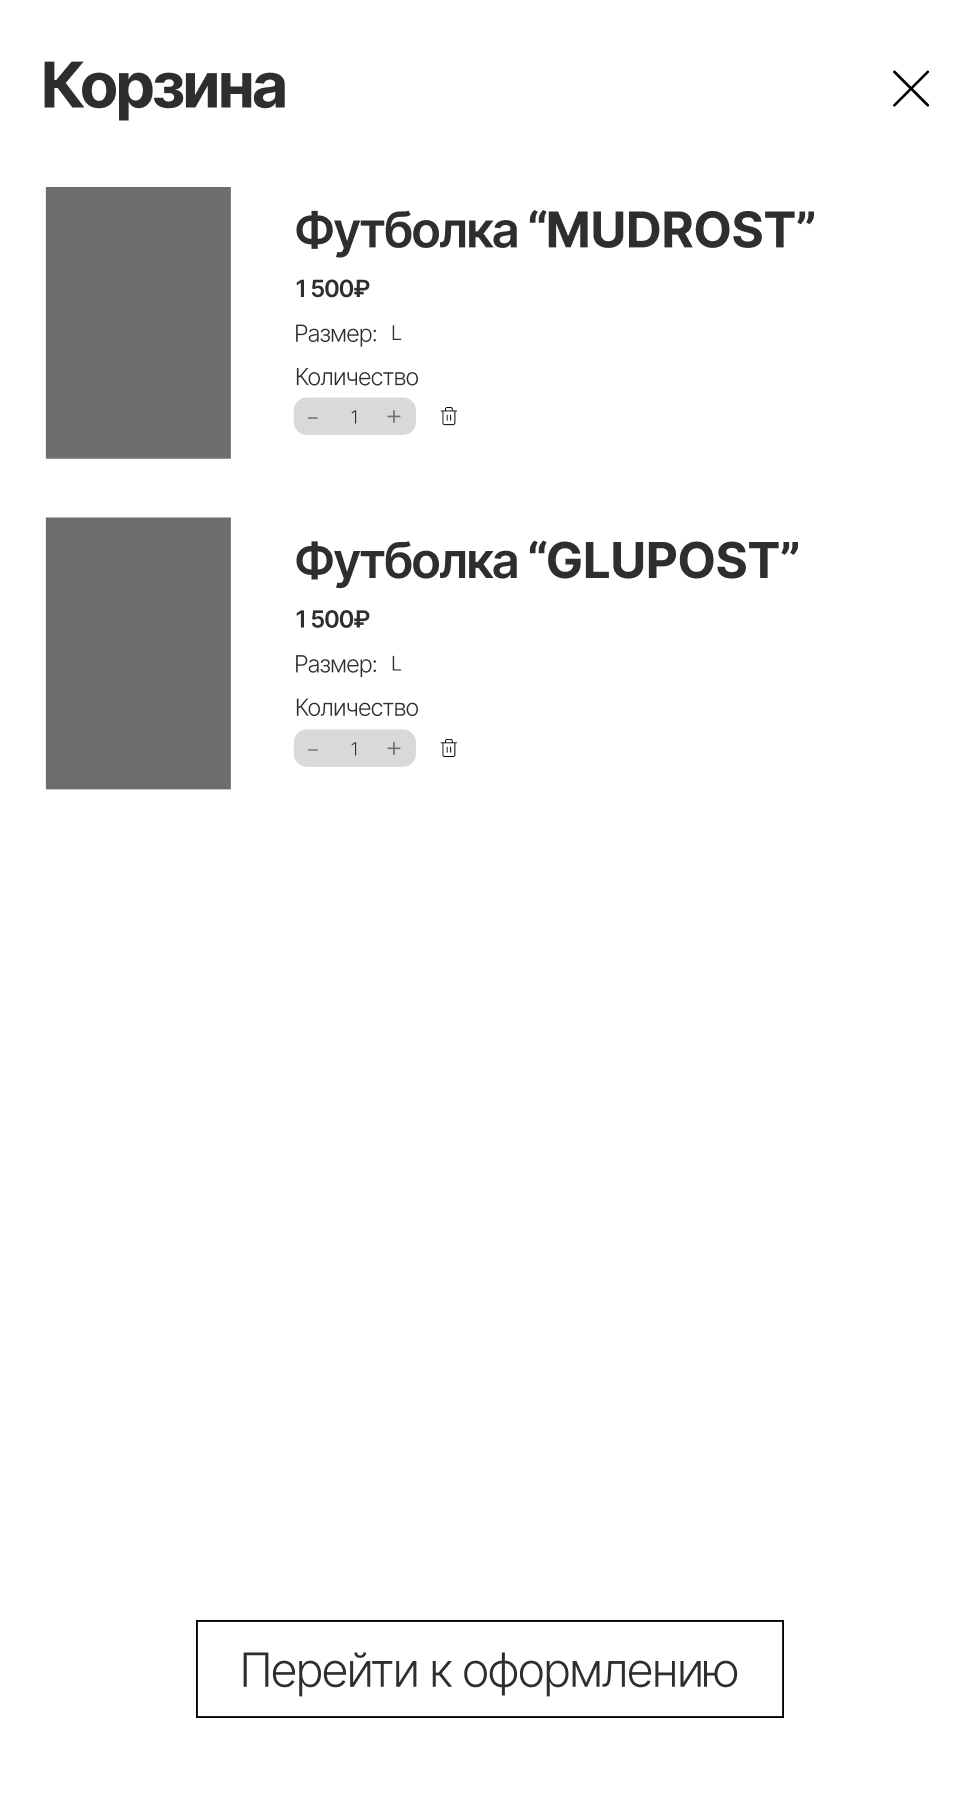 Корзина
Футболка “MUDROST”
1 500₽
Размер: L
Количество
– 1 +
Футболка “GLUPOST”
1 500₽
Размер: L
Количество
– 1 +
Перейти к оформлению